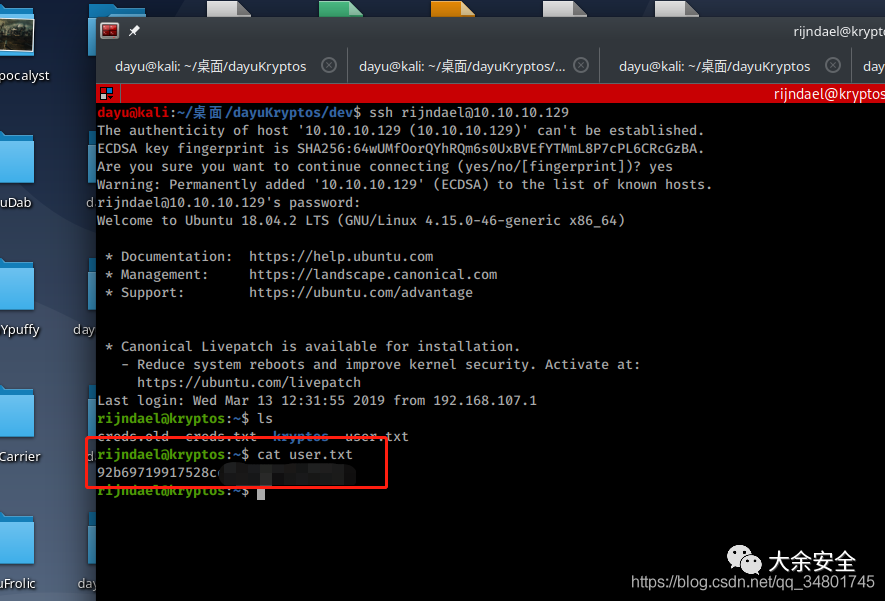 rijndael@krypto
pocalyst
dayu@kali: ~/桌面/dayuKryptos
dayu@kali: ~/桌面/dayuKryptos/...
dayu@kali: ~/桌面/dayuKryptos
day
rijndael@kryptos
dayu@kali:~/桌面/dayuKryptos/dev$ ssh rijndael@10.10.10.129
The authenticity of host '10.10.10.129 (10.10.10.129)' can't be established.
ECDSA key fingerprint is SHA256:64wUMfOorQYhRQm6s0UxBVEfYTMmL8P7cPL6CRcGzBA.
Are you sure you want to continue connecting (yes/no/[fingerprint])? yes
Warning: Permanently added '10.10.10.129' (ECDSA) to the list of known hosts.
uDab
d
rijndael@10.10.10.129's password:
Welcome to Ubuntu 18.04.2 LTS (GNU/Linux 4.15.0-46-generic x86_64)
* Documentation: https://help.ubuntu.com
* Management: https://landscape.canonical.com
* Support: https://ubuntu.com/advantage
Ypuffy
day
* Canonical Livepatch is available for installation.
- Reduce system reboots and improve kernel security. Activate at:
https://ubuntu.com/livepatch
Last login: Wed Mar 13 12:31:55 2019 from 192.168.107.1
rijndael@kryptos:~$ ls
creds.old creds.txt kryptos user.txt
Carrier
d
rijndael@kryptos:~$ cat user.txt
92b69719917528c
rijndael@kryptos:~$
大余安全
uFrolic
day
https://blog.csdn.net/qq_34801745